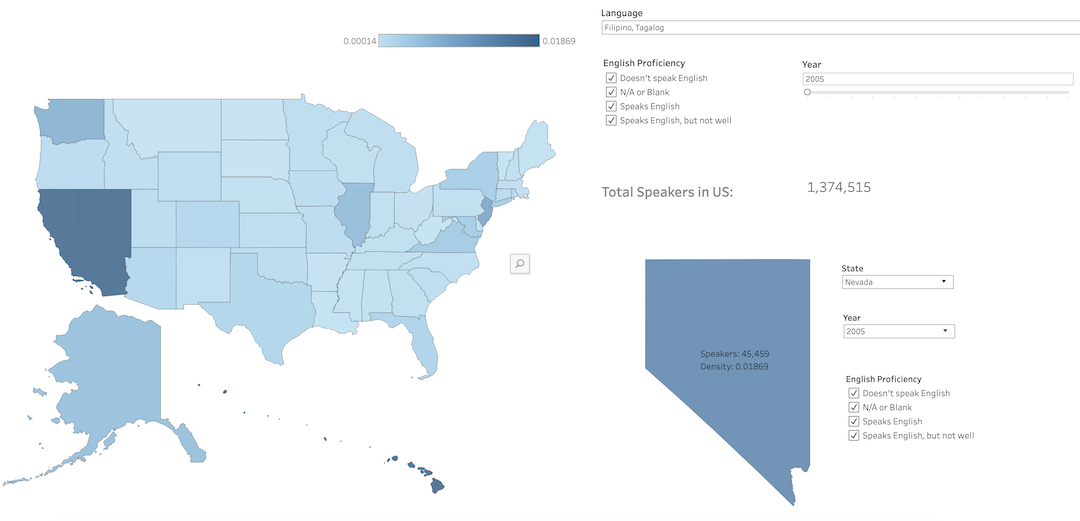 0.00014
0.01869
Language
Filipino, Tagalog
English Proficiency
Doesn't speak English
N/A or Blank
Speaks English
Speaks English, but not well
Year
2005
Total Speakers in US:
1,374,515
Speakers: 45,459
Density: 0.01869
State
Nevada
Year
2005
English Proficiency
Doesn't speak English
N/A or Blank
Speaks English
Speaks English, but not well